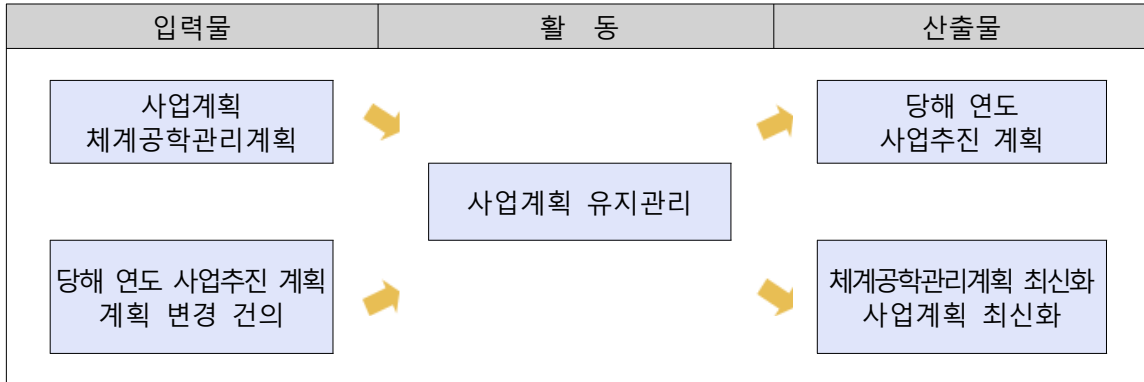 입력물
활 동
산출물
사업계획
체계공학관리계획
당해 연도
사업추진 계획
사업계획 유지관리
당해 연도 사업추진 계획
계획 변경 건의
체계공학관리계획 최신화
사업계획 최신화